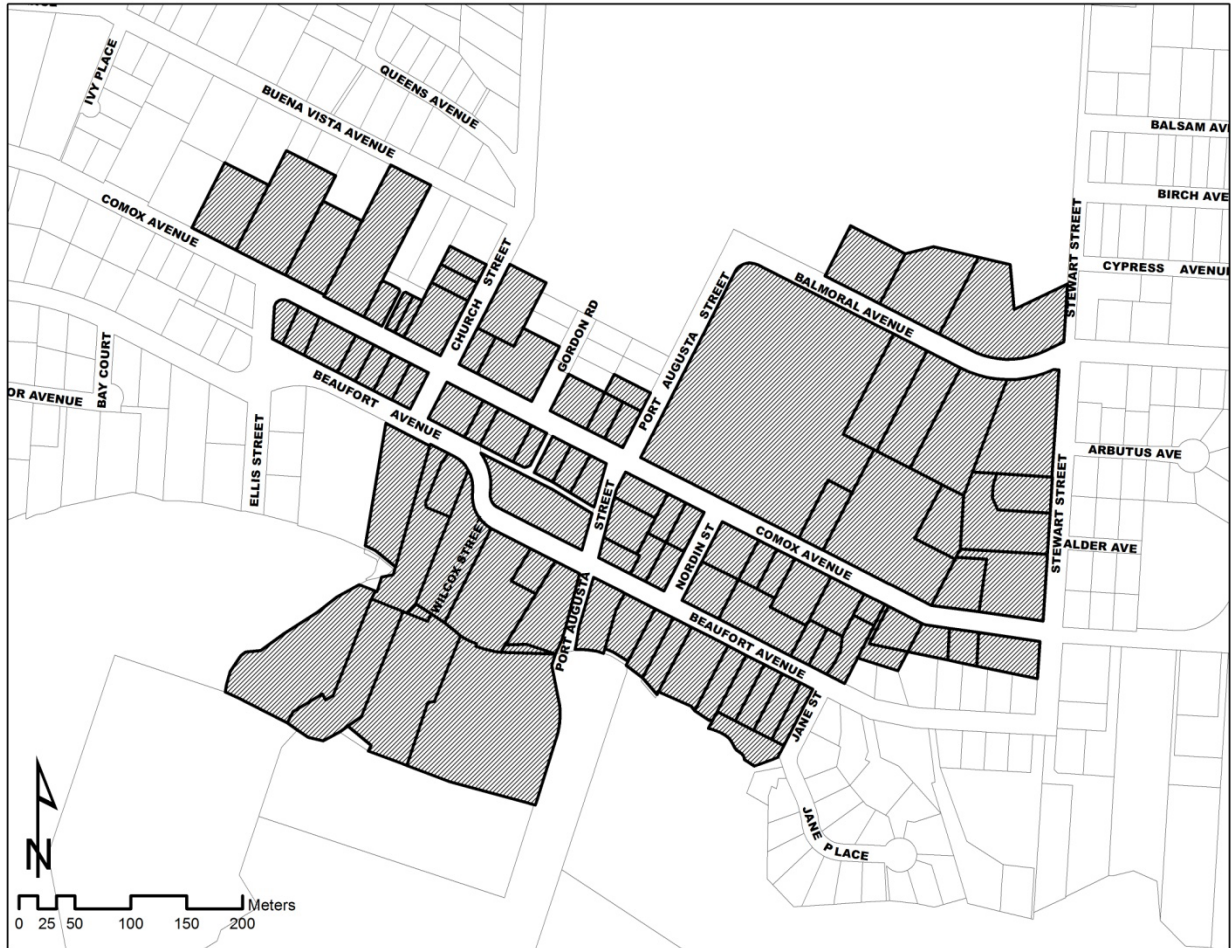 IVY PLACE
QUEENS AVENUE
BUENA VISTA AVENUE
BALSAM AV
BIRCH AVE
COMOX AVENUE
STEWART STREET
CYPRESS AVENUE
CHURCH STREET
BALMORAL AVENUE
GORDON RD
PORT AUGUSTA STREET
BAY COURT
BEAUFORT AVENUE
OR AVENUE
ELLIS STREET
ARBUTUS AVE
STREET
STEWART STREET
NORDIN ST
COMOX AVENUE
ALDER AVE
WILCOX STREET
PORT AUGUSTA
BEAUFORT AVENUE
JANE ST
JANE PLACE
N
Meters
0 25 50 100 150 200